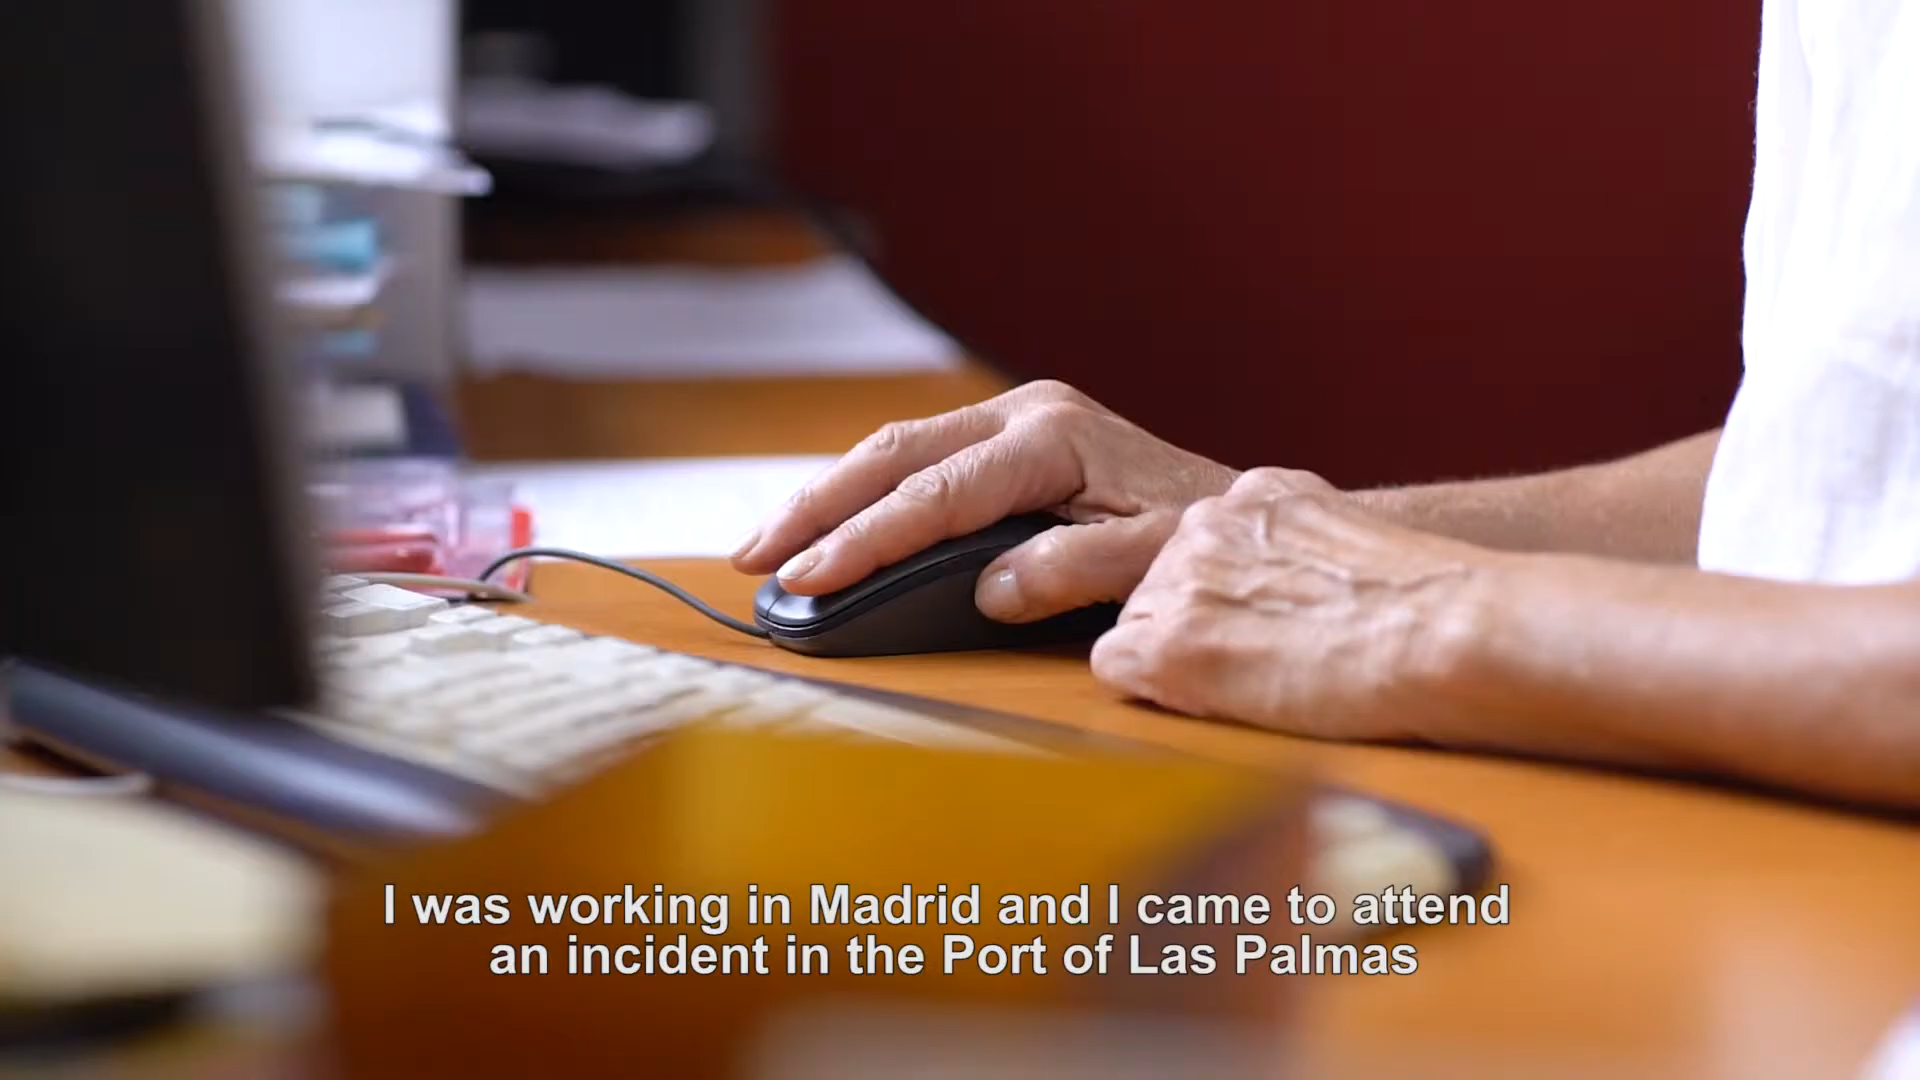 I was working in Madrid and I came to attend
an incident in the Port of Las Palmas